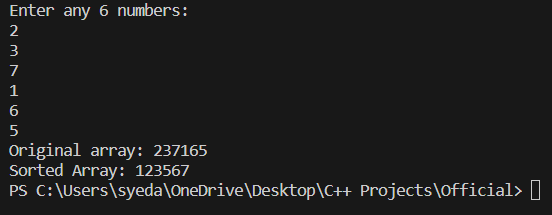 Enter any 6 numbers:
2
3
7
1
6
5
Original array: 237165
Sorted Array: 123567
PS C:\Users\syeda\OneDrive\Desktop\C++ Projects\Official>